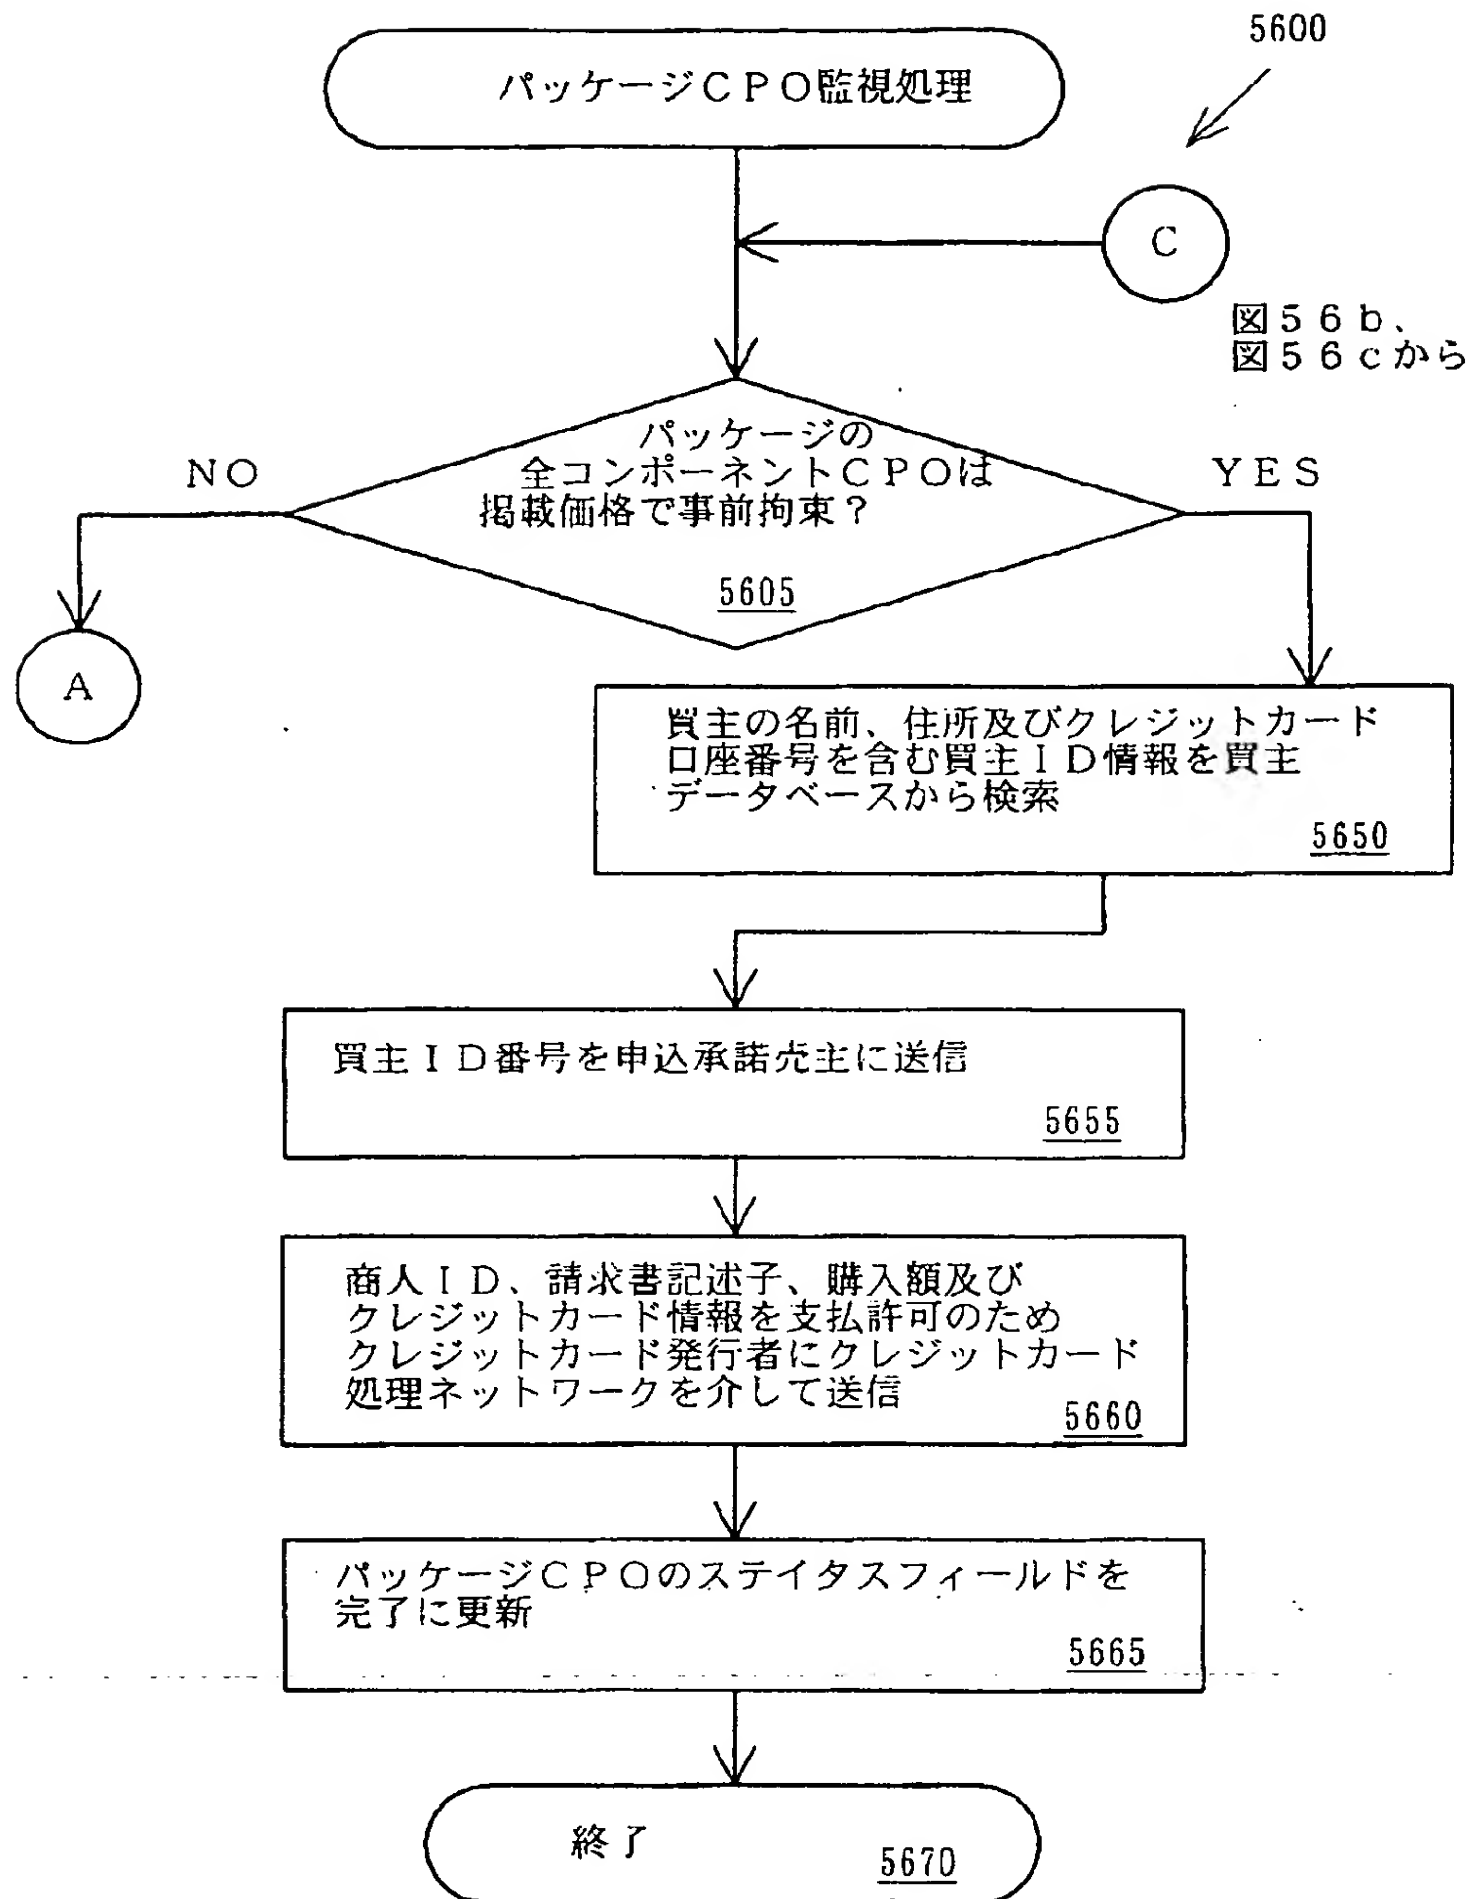 5600
パッケージCPO監視処理
C
図56b、
図56cから
パッケージの
全コンポーネントCPOは
掲載価格で事前拘束?
5605
NO
YES
A
買主の名前、住所及びクレジットカード
口座番号を含む買主ID情報を買主
データベースから検索
5650
買主ID番号を申込承諾売主に送信
5655
商人ID、請求書記述子、購入額及び
クレジットカード情報を支払許可のため
クレジットカード発行者にクレジットカード
処理ネットワークを介して送信
5660
パッケージCPOのステイタスフィールドを
完了に更新
5665
終了
5670